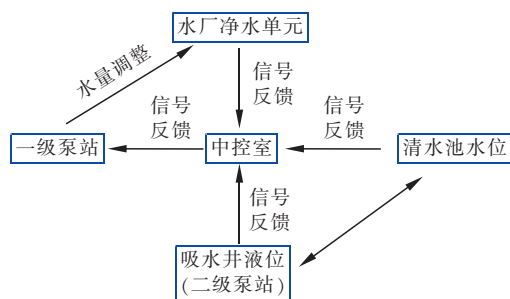 水厂净水单元
水量调整
信号
反馈
信号
反馈
信号
反馈
一级泵站
中控室
清水池水位
信号
反馈
吸水井液位
(二级泵站)